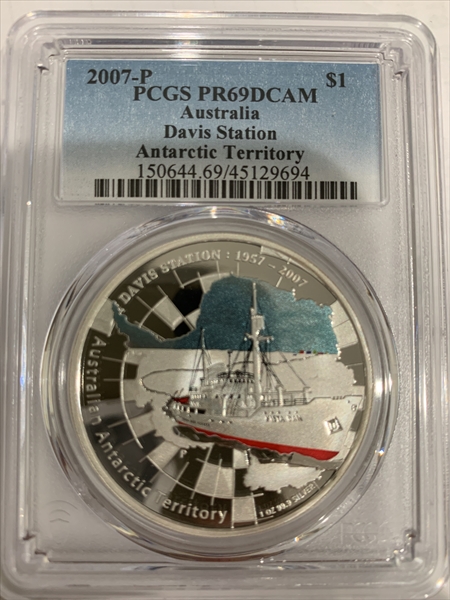 2007-P $1
PCGS PR69DCAM
Australia
Davis Station
Antarctic Territory
150644.69/45129694
DAVIS STATION : 1957 - 2007
Australian Antarctic Territory
1 OZ 99.9 SILVER
P